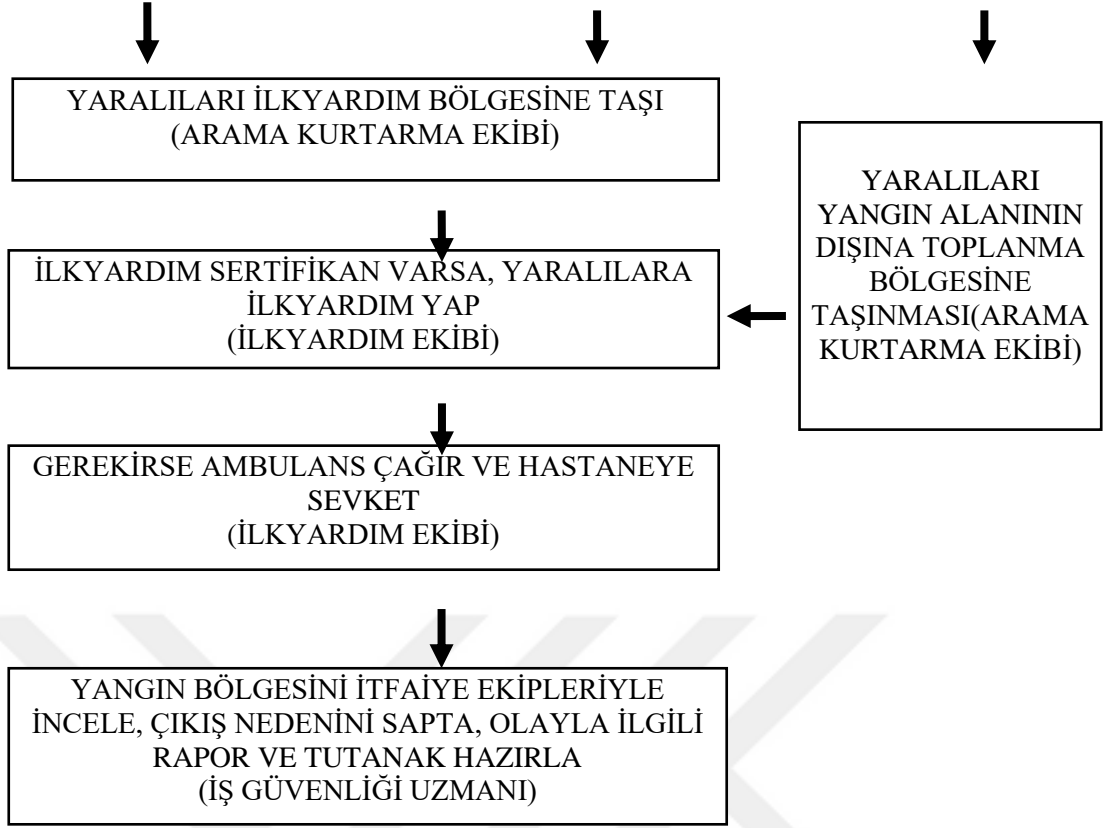 YARALILARI İLKYARDIM BÖLGESİNE TAŞI
(ARAMA KURTARMA EKİBİ)
YARALILARI
YANGIN ALANININ
DIŞINA TOPLANMA
BÖLGESİNE
TAŞINMASI(ARAMA
KURTARMA EKİBİ)
İLKYARDIM SERTİFİKAN VARSA, YARALILARA
İLKYARDIM YAP
(İLKYARDIM EKİBİ)
GEREKİRSE AMBULANS ÇAĞIR VE HASTANEYE
SEVKET
(İLKYARDIM EKİBİ)
YANGIN BÖLGESİNİ İTFAİYE EKİPLERİYLE
İNCELE, ÇIKIŞ NEDENİNİ SAPTA, OLAYLA İLGİLİ
RAPOR VE TUTANAK HAZIRLA
(İŞ GÜVENLİĞİ UZMANI)